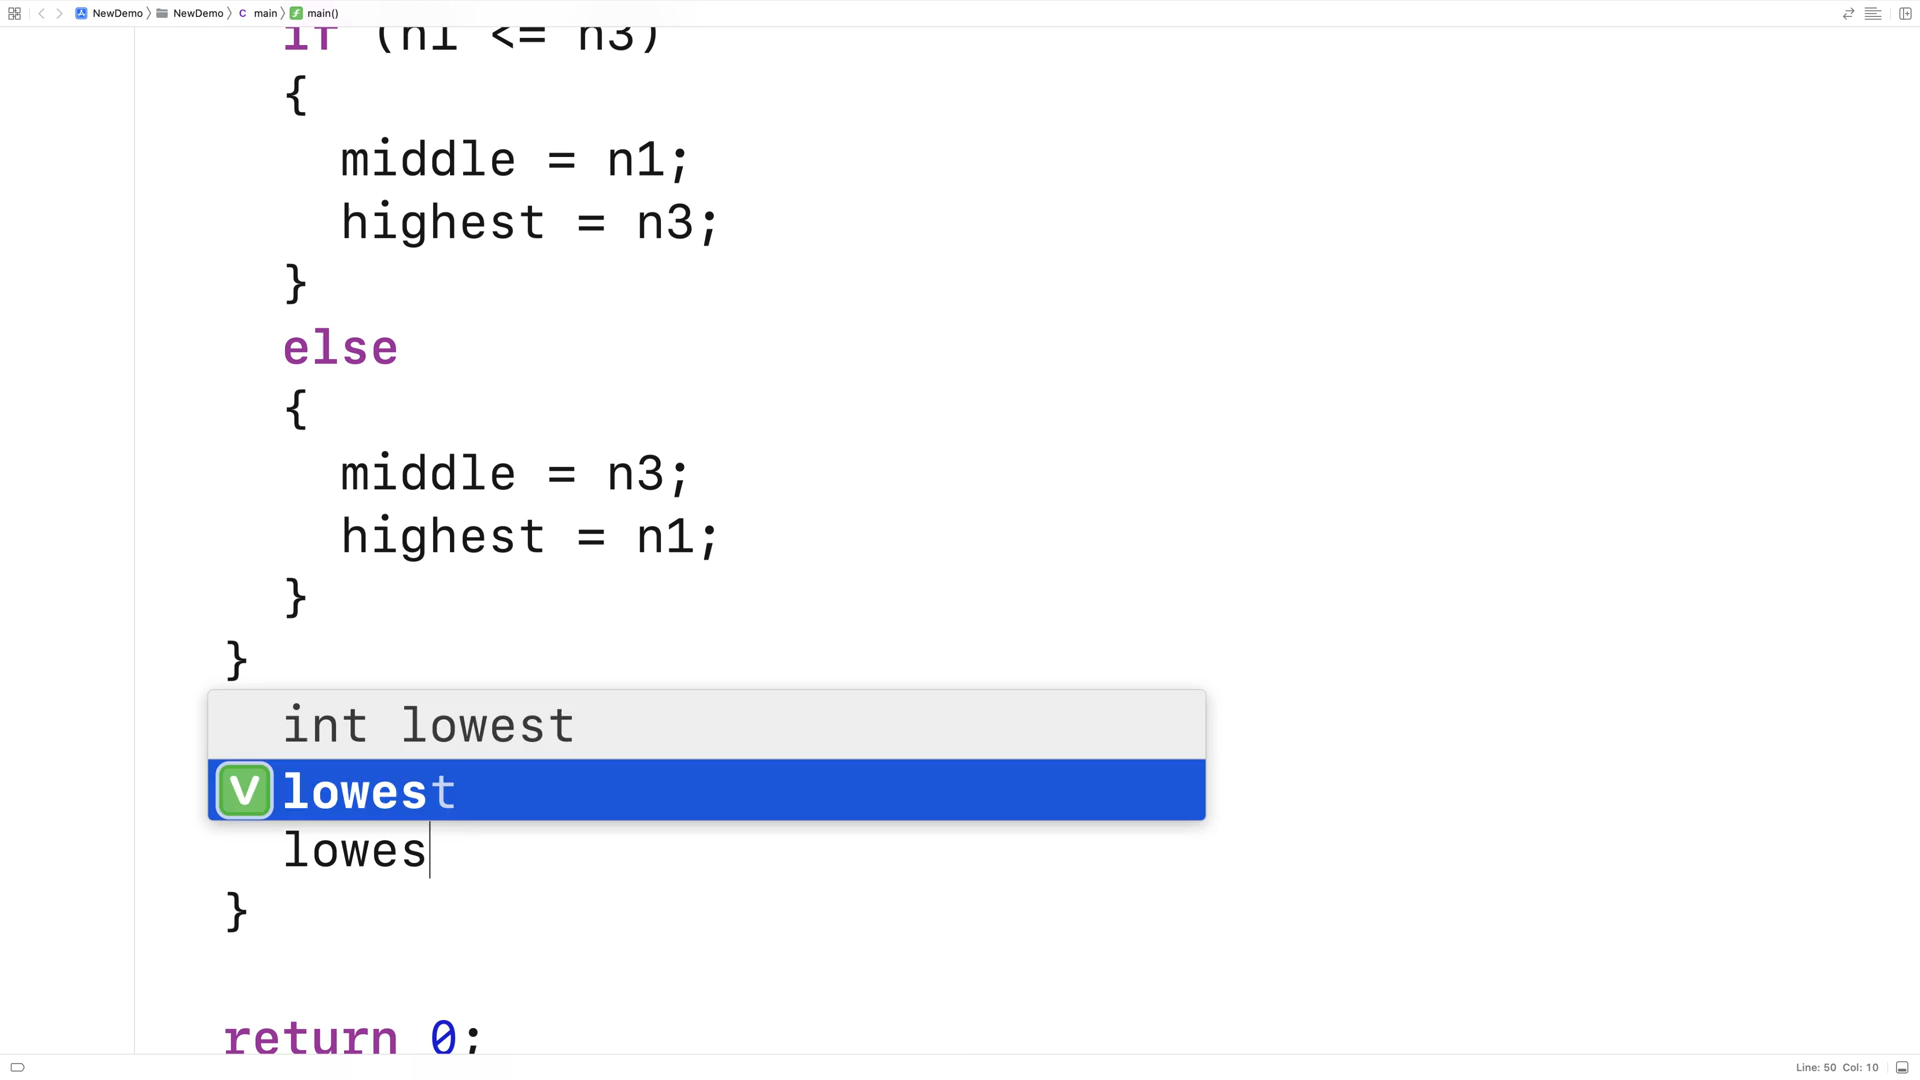 NewDemo NewDemo C main f main()
if (n1 <= n3)
{
middle = n1;
highest = n3;
}
else
{
middle = n3;
highest = n1;
}
}
int lowest
V lowest
lowes
}
return 0;
Line: 50 Col: 10